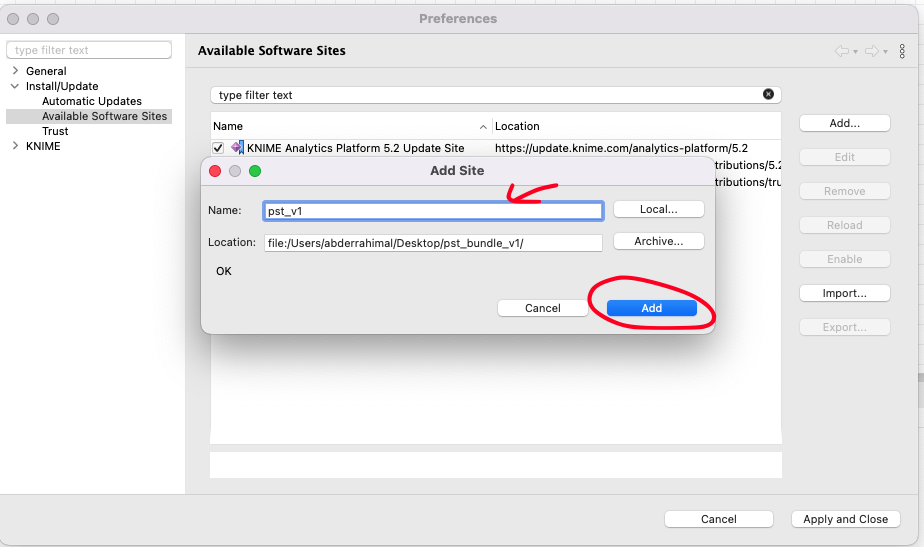 Preferences
type filter text
General
Install/Update
Automatic Updates
Available Software Sites
Trust
KNIME
Available Software Sites
type filter text
Name
Location
KNIME Analytics Platform 5.2 Update Site
https://update.knime.com/analytics-platform/5.2
tributions/5.2
tributions/tru
Add...
Edit
Remove
Reload
Enable
Import...
Export...
Add Site
Name:
pst_v1
Local...
Location:
file:/Users/abderrahimal/Desktop/pst_bundle_v1/
Archive...
OK
Cancel
Add
Cancel
Apply and Close